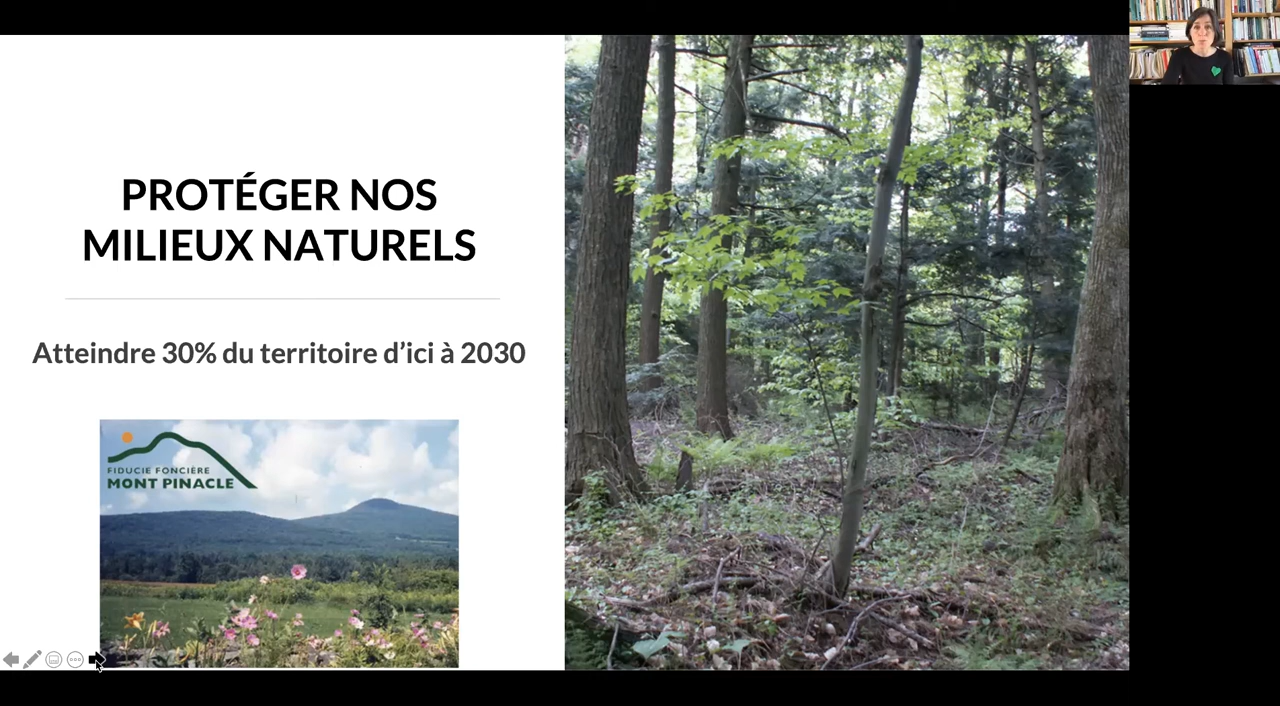 PROTÉGER NOS
MILIEUX NATURELS
Atteindre 30% du territoire d’ici à 2030
FIDUCIE FONCIÈRE
MONT PINACLE